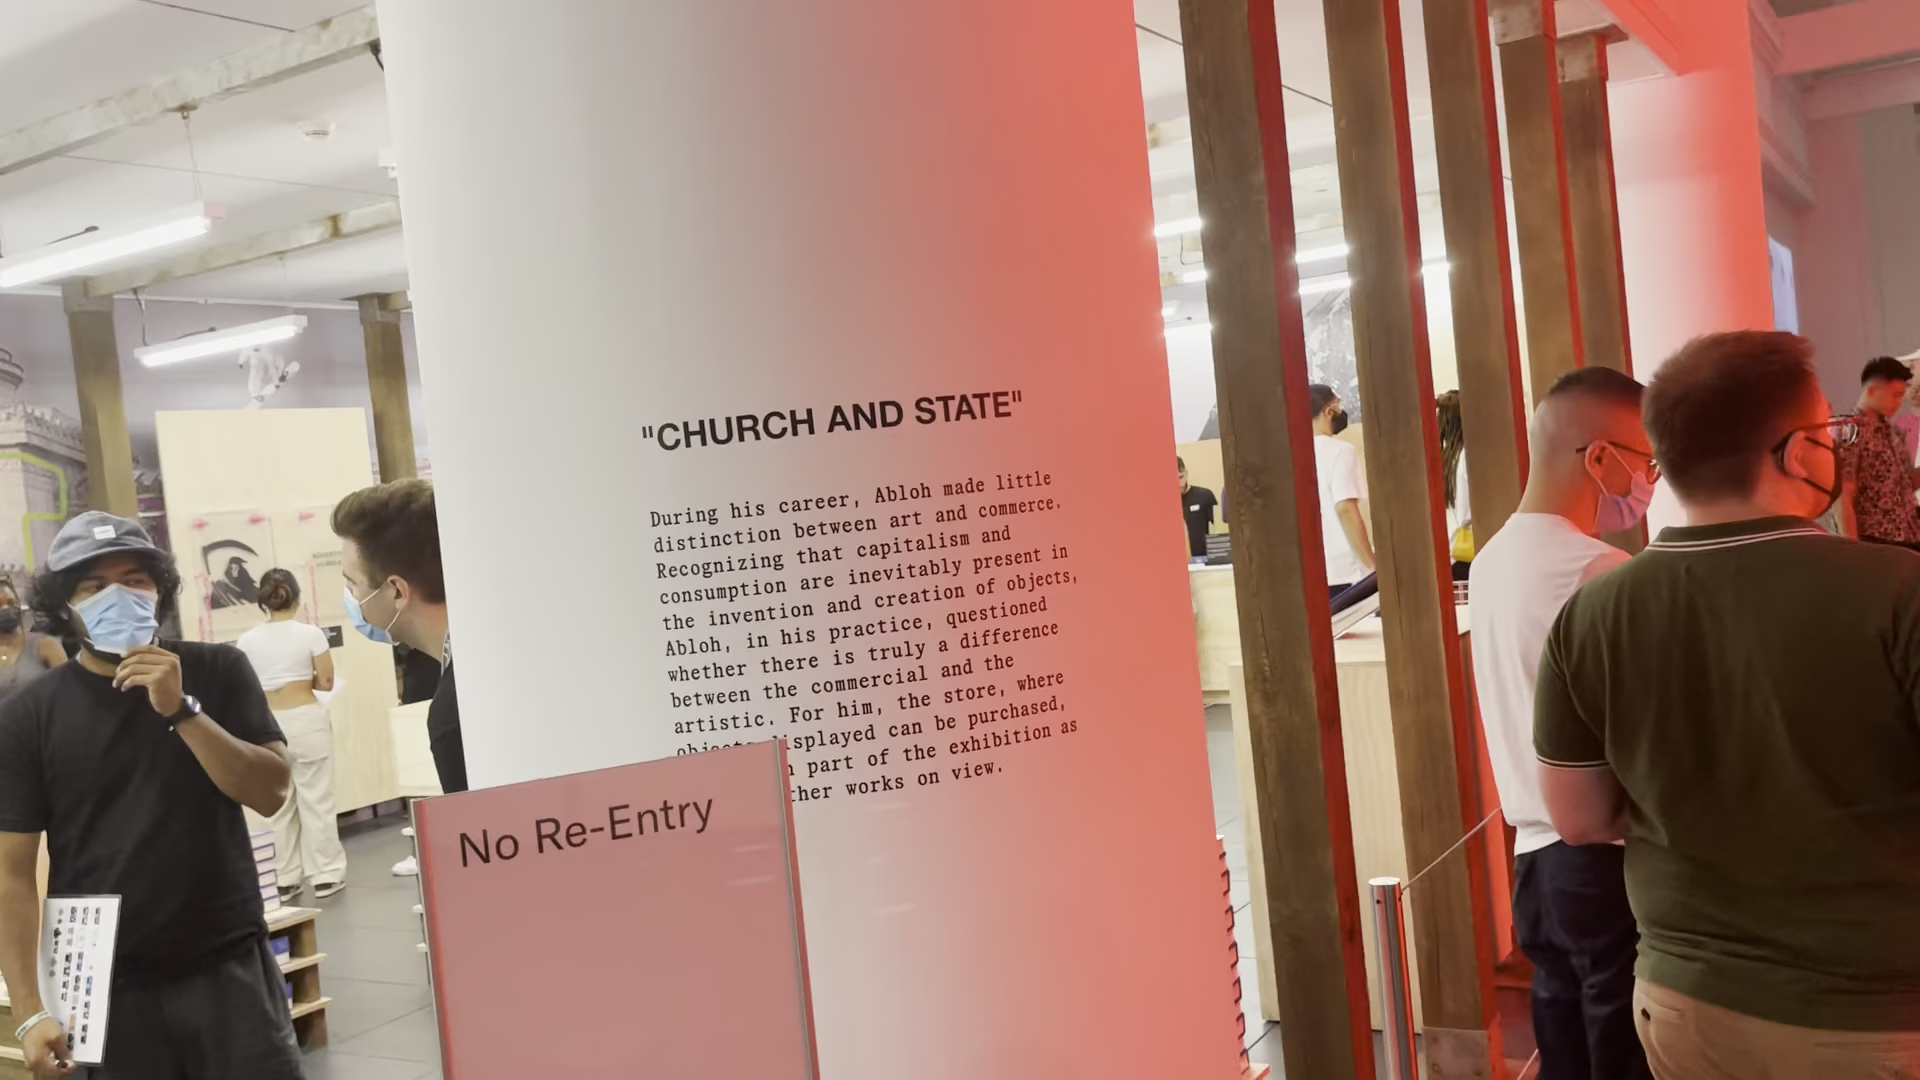 "CHURCH AND STATE"
During his career, Abloh made little
distinction between art and commerce.
Recognizing that capitalism and
consumption are inevitably present in
the invention and creation of objects,
Abloh, in his practice, questioned
whether there is truly a difference
between the commercial and the
artistic. For him, the store, where
objects displayed can be purchased,
part of the exhibition as
works on view.
No Re-Entry